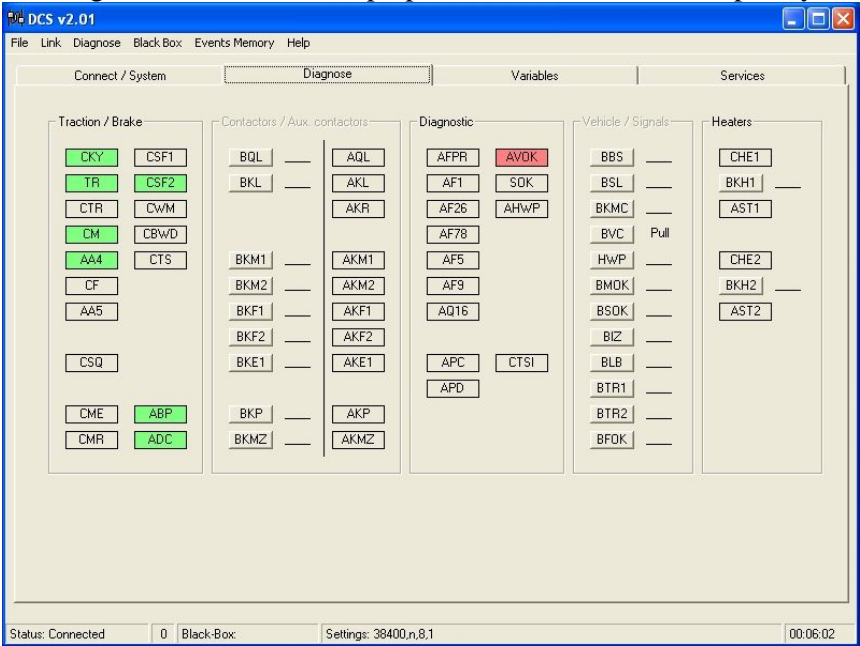 DCS v2.01
File Link Diagnose Black Box Events Memory Help
Connect / System Diagnose Variables Services
Traction / Brake Contactors / Aux. contactors Diagnostic Vehicle / Signals Heaters
CKY CSF1 BQL AQL AFPR AVOK BBS CHE1
TR CSF2 BKL AKL AF1 SOK BSL BKH1
CTR CWM AKR AF26 AHWP BKMC AST1
CM CBWD AF78 BVC Pull
AA4 CTS BKM1 AKM1 AF5 HWP CHE2
CF BKM2 AKM2 AF9 BMOK BKH2
AA5 BKF1 AKF1 AQ16 BSOK AST2
BKF2 AKF2 BIZ
CSQ BKE1 AKE1 APC CTSI BLB
APD BTR1
CME ABP BKP AKP BTR2
CMR ADC BKMZ AKMZ BFOK
Status: Connected 0 Black-Box: Settings: 38400,n,8,1 00:06:02